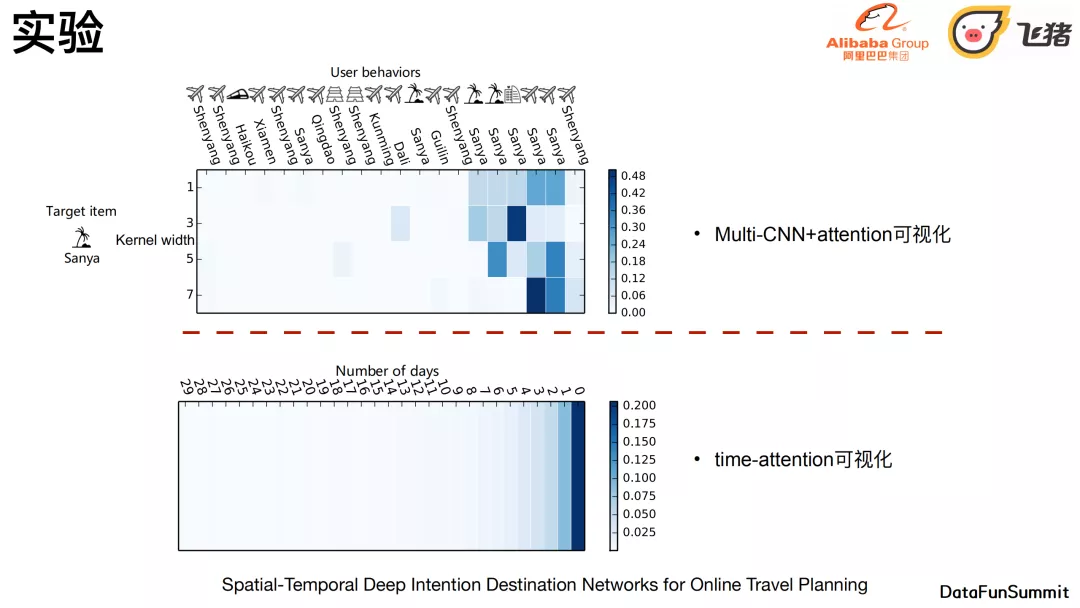 实验
Alibaba Group
阿里巴巴集团
飞猪
User behaviors
Shenyang
Shenyang
Haikou
Xiamen
Shenyang
Sanya
Qingdao
Shenyang
Shenyang
Kunming
Dali
Sanya
Guilin
Shenyang
Sanya
Sanya
Sanya
Sanya
Sanya
Shenyang
Target item
Sanya
Kernel width
1
3
5
7
0.48
0.42
0.36
0.30
0.24
0.18
0.12
0.06
0.00
• Multi-CNN+attention可视化
Number of days
29 28 27 26 25 24 23 22 21 20 19 18 17 16 15 14 13 12 11 10 9 8 7 6 5 4 3 2 1 0
0.200
0.175
0.150
0.125
0.100
0.075
0.050
0.025
• time-attention可视化
Spatial-Temporal Deep Intention Destination Networks for Online Travel Planning
DataFunSummit